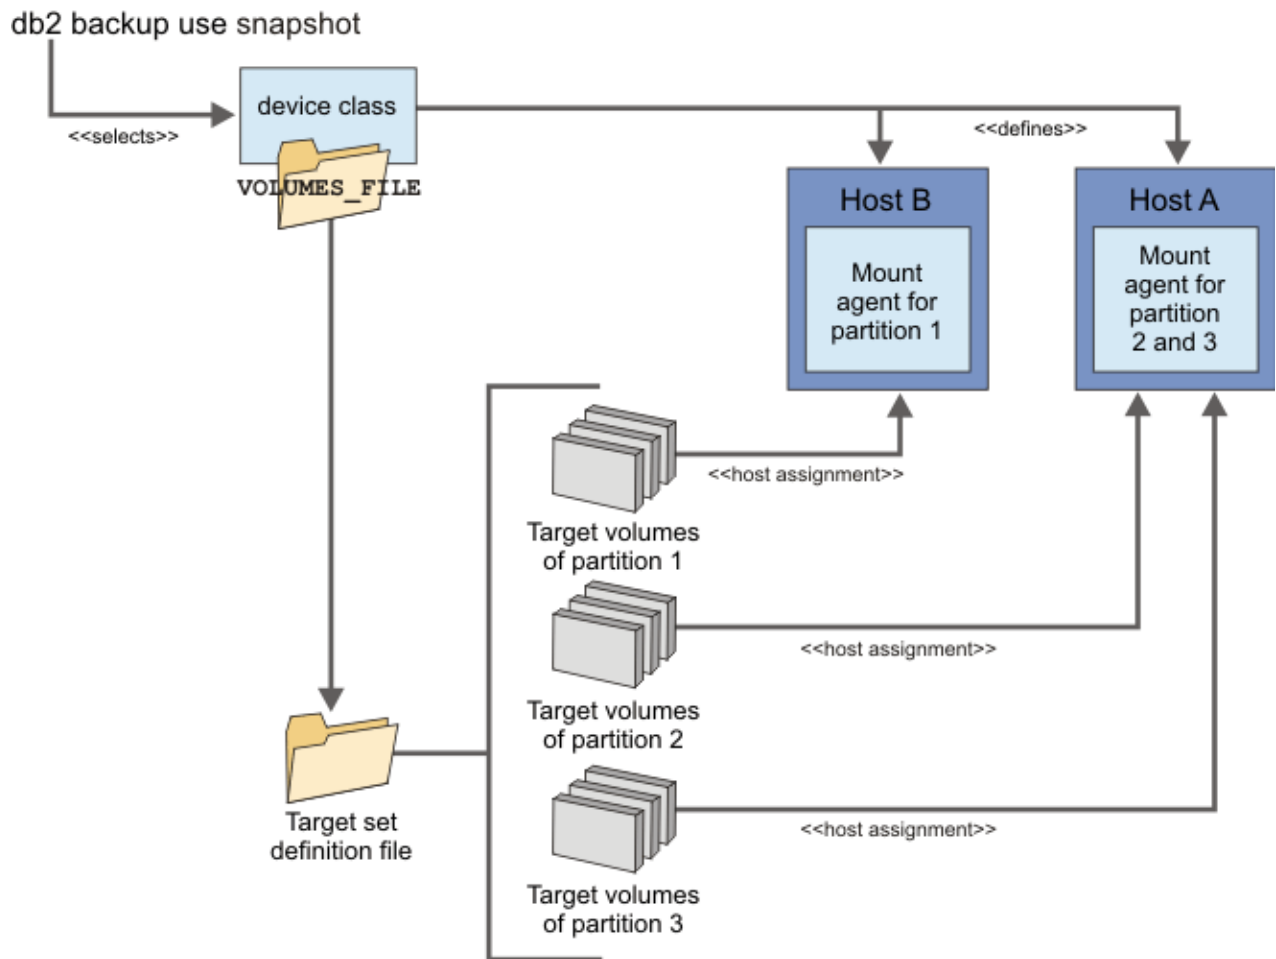 db2 backup use snapshot
device class
<<selects>>
<<defines>>
VOLUMES_FILE
Host B
Host A
Mount
agent for
partition 1
Mount
agent for
partition
2 and 3
<<host assignment>>
Target volumes
of partition 1
<<host assignment>>
Target volumes
of partition 2
Target set
definition file
<<host assignment>>
Target volumes
of partition 3